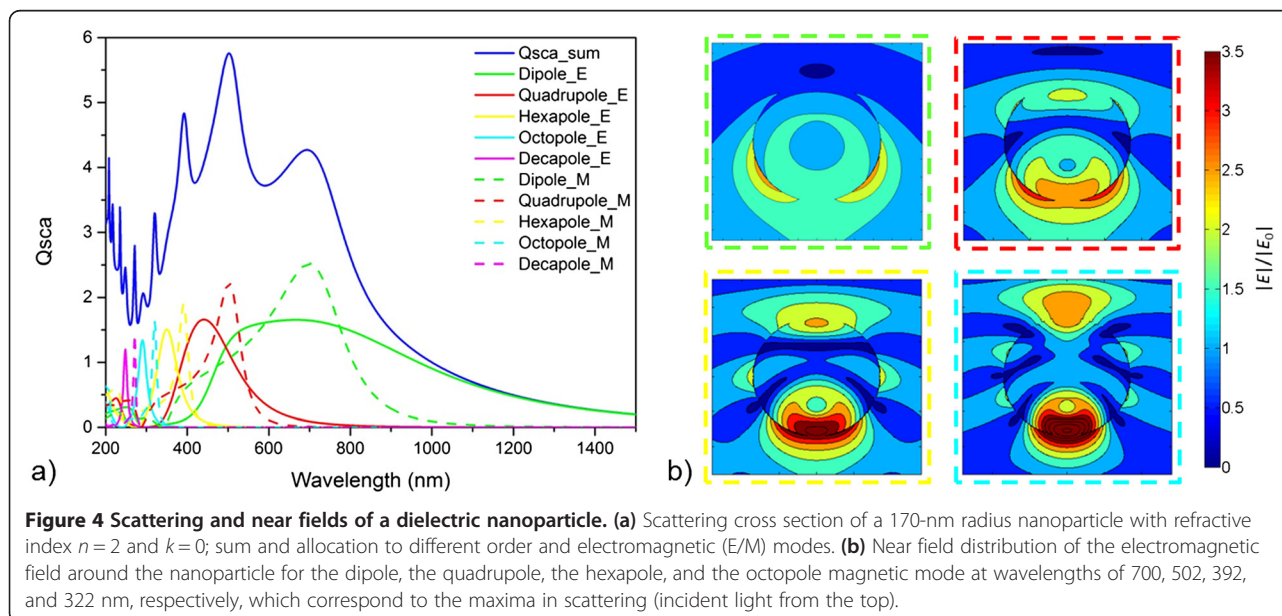 6
5
4
3
2
1
0
Qsca
200
400
600
800
1000
1200
1400
Wavelength (nm)
a)
Qsca_sum
Dipole_E
Quadrupole_E
Hexapole_E
Octopole_E
Decapole_E
Dipole_M
Quadrupole_M
Hexapole_M
Octopole_M
Decapole_M
b)
3.5
3
2.5
2
1.5
1
0.5
0
|E|/|E0|
Figure 4 Scattering and near fields of a dielectric nanoparticle. (a) Scattering cross section of a 170-nm radius nanoparticle with refractive
index n = 2 and k = 0; sum and allocation to different order and electromagnetic (E/M) modes. (b) Near field distribution of the electromagnetic
field around the nanoparticle for the dipole, the quadrupole, the hexapole, and the octopole magnetic mode at wavelengths of 700, 502, 392,
and 322 nm, respectively, which correspond to the maxima in scattering (incident light from the top).